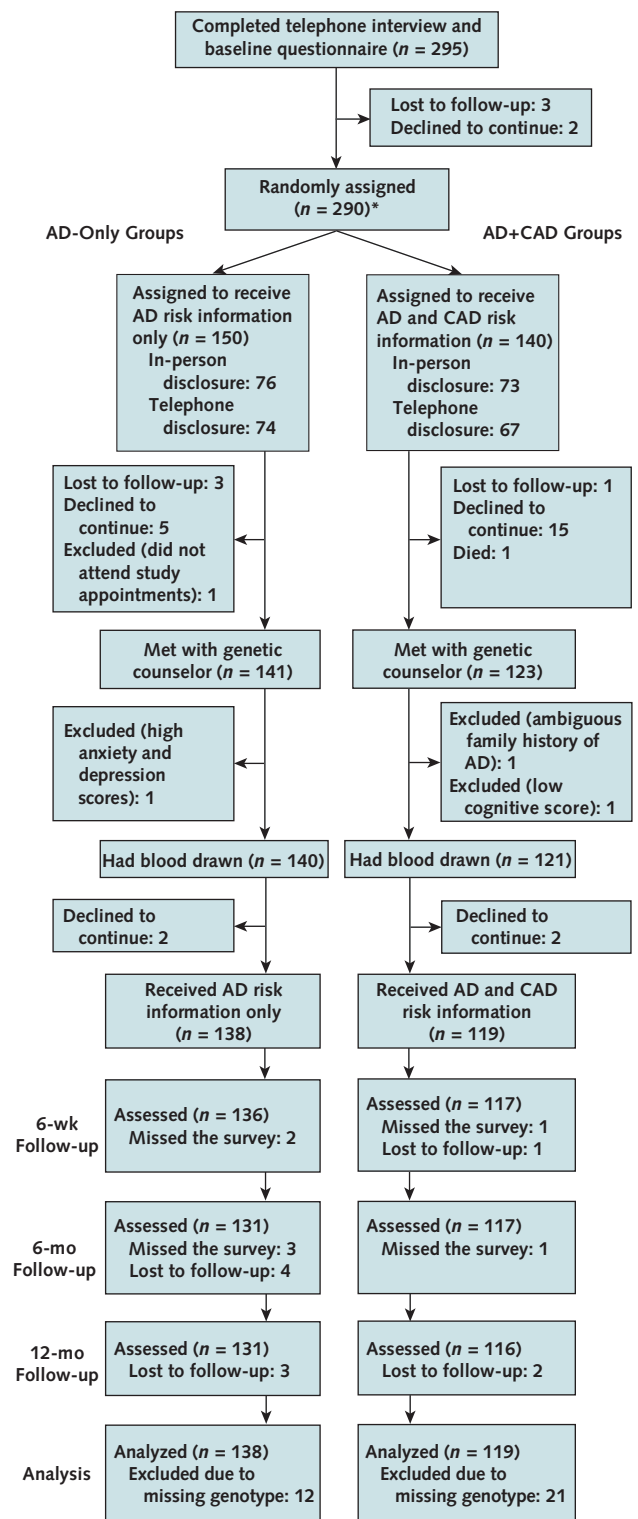 Completed telephone interview and
baseline questionnaire (n = 295)
Lost to follow-up: 3
Declined to continue: 2
Randomly assigned
(n = 290)*
AD-Only Groups
AD+CAD Groups
Assigned to receive
AD risk information
only (n = 150)
In-person
disclosure: 76
Telephone
disclosure: 74
Assigned to receive
AD and CAD risk
information (n = 140)
In-person
disclosure: 73
Telephone
disclosure: 67
Lost to follow-up: 3
Declined to
continue: 5
Excluded (did not
attend study
appointments): 1
Lost to follow-up: 1
Declined to
continue: 15
Died: 1
Met with genetic
counselor (n = 141)
Met with genetic
counselor (n = 123)
Excluded (high
anxiety and
depression
scores): 1
Excluded (ambiguous
family history of
AD): 1
Excluded (low
cognitive score): 1
Had blood drawn (n = 140)
Had blood drawn (n = 121)
Declined to
continue: 2
Declined to
continue: 2
Received AD risk
information only
(n = 138)
Received AD and CAD
risk information
(n = 119)
6-wk
Follow-up
Assessed (n = 136)
Missed the survey: 2
Assessed (n = 117)
Missed the survey: 1
Lost to follow-up: 1
6-mo
Follow-up
Assessed (n = 131)
Missed the survey: 3
Lost to follow-up: 4
Assessed (n = 117)
Missed the survey: 1
12-mo
Follow-up
Assessed (n = 131)
Lost to follow-up: 3
Assessed (n = 116)
Lost to follow-up: 2
Analysis
Analyzed (n = 138)
Excluded due to
missing genotype: 12
Analyzed (n = 119)
Excluded due to
missing genotype: 21